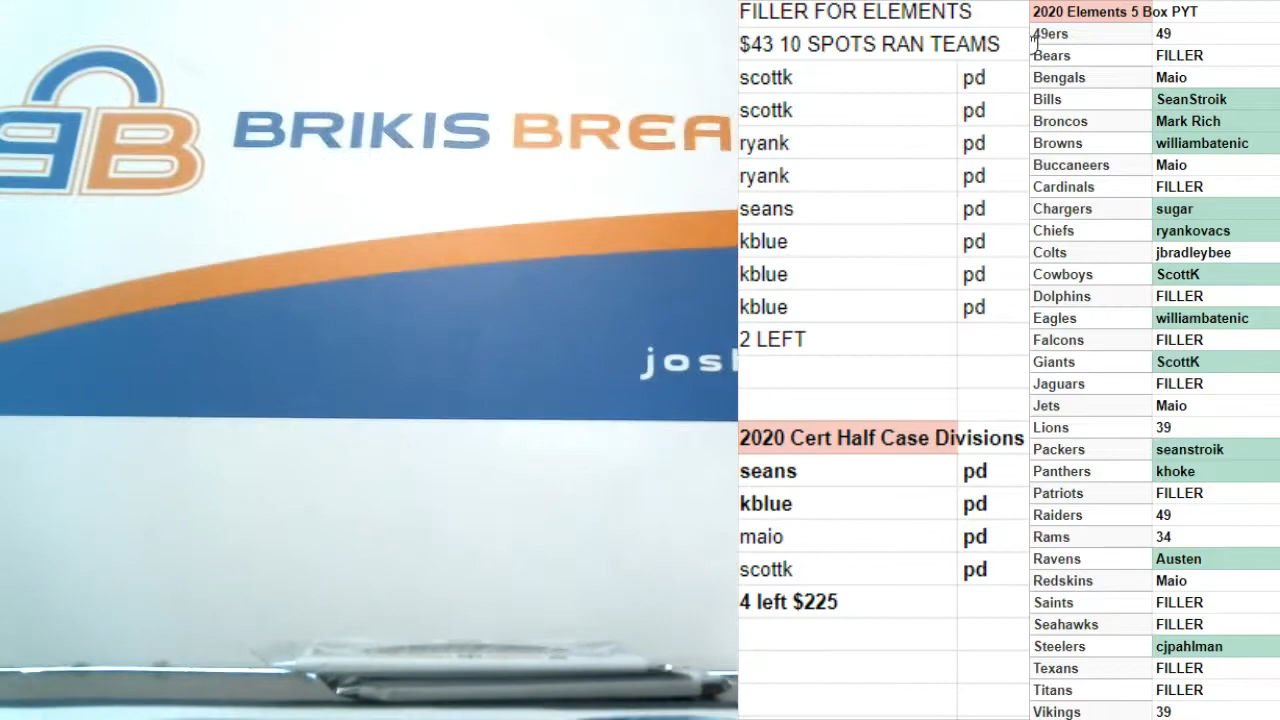 BRIKIS BREA
PB
jos
FILLER FOR ELEMENTS
$43 10 SPOTS RAN TEAMS
scottk pd
scottk pd
ryank pd
ryank pd
seans pd
kblue pd
kblue pd
kblue pd
2 LEFT
2020 Cert Half Case Divisions
seans pd
kblue pd
maio pd
scottk pd
4 left $225
2020 Elements 5 Box PYT
49ers 49
Bears FILLER
Bengals Maio
Bills SeanStroik
Broncos Mark Rich
Browns williambatenic
Buccaneers Maio
Cardinals FILLER
Chargers sugar
Chiefs ryankovacs
Colts jbradleybee
Cowboys ScottK
Dolphins FILLER
Eagles williambatenic
Falcons FILLER
Giants ScottK
Jaguars FILLER
Jets Maio
Lions 39
Packers seanstroik
Panthers khoke
Patriots FILLER
Raiders 49
Rams 34
Ravens Austen
Redskins Maio
Saints FILLER
Seahawks FILLER
Steelers cjpahlman
Texans FILLER
Titans FILLER
Vikings 39